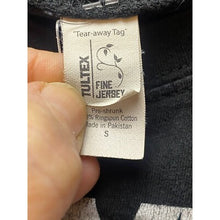 "Tear-away Tag"
TULTEX
FINE
JERSEY
Pre-shrunk
% Ringspun Cotton
Made in Pakistan
S